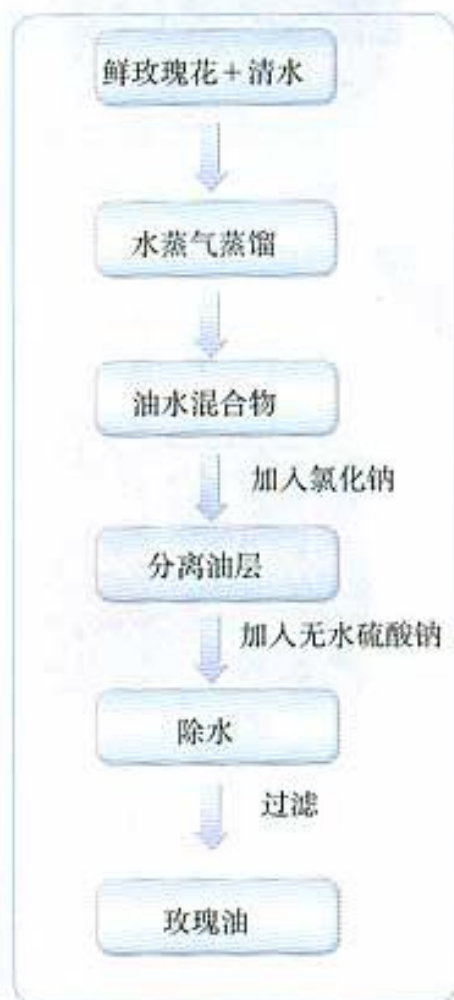 鲜玫瑰花+清水
水蒸气蒸馏
油水混合物
加入氯化钠
分离油层
加入无水硫酸钠
除水
过滤
玫瑰油